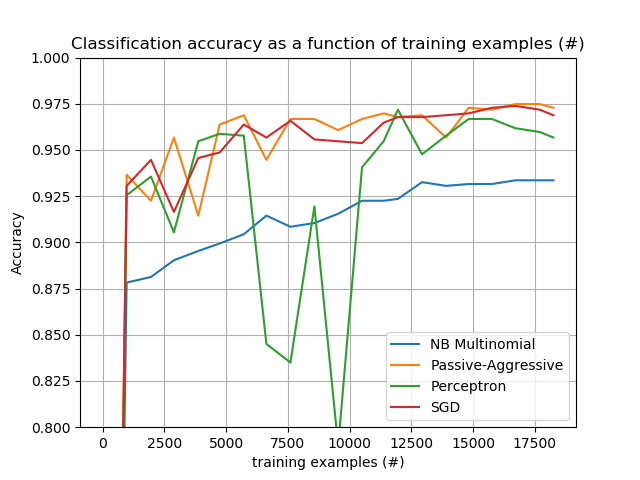 Classification accuracy as a function of training examples (#)
1.000
0.975
0.950
0.925
0.900
0.875
0.850
0.825
0.800
Accuracy
NB Multinomial
Passive-Aggressive
Perceptron
SGD
0 2500 5000 7500 10000 12500 15000 17500
training examples (#)